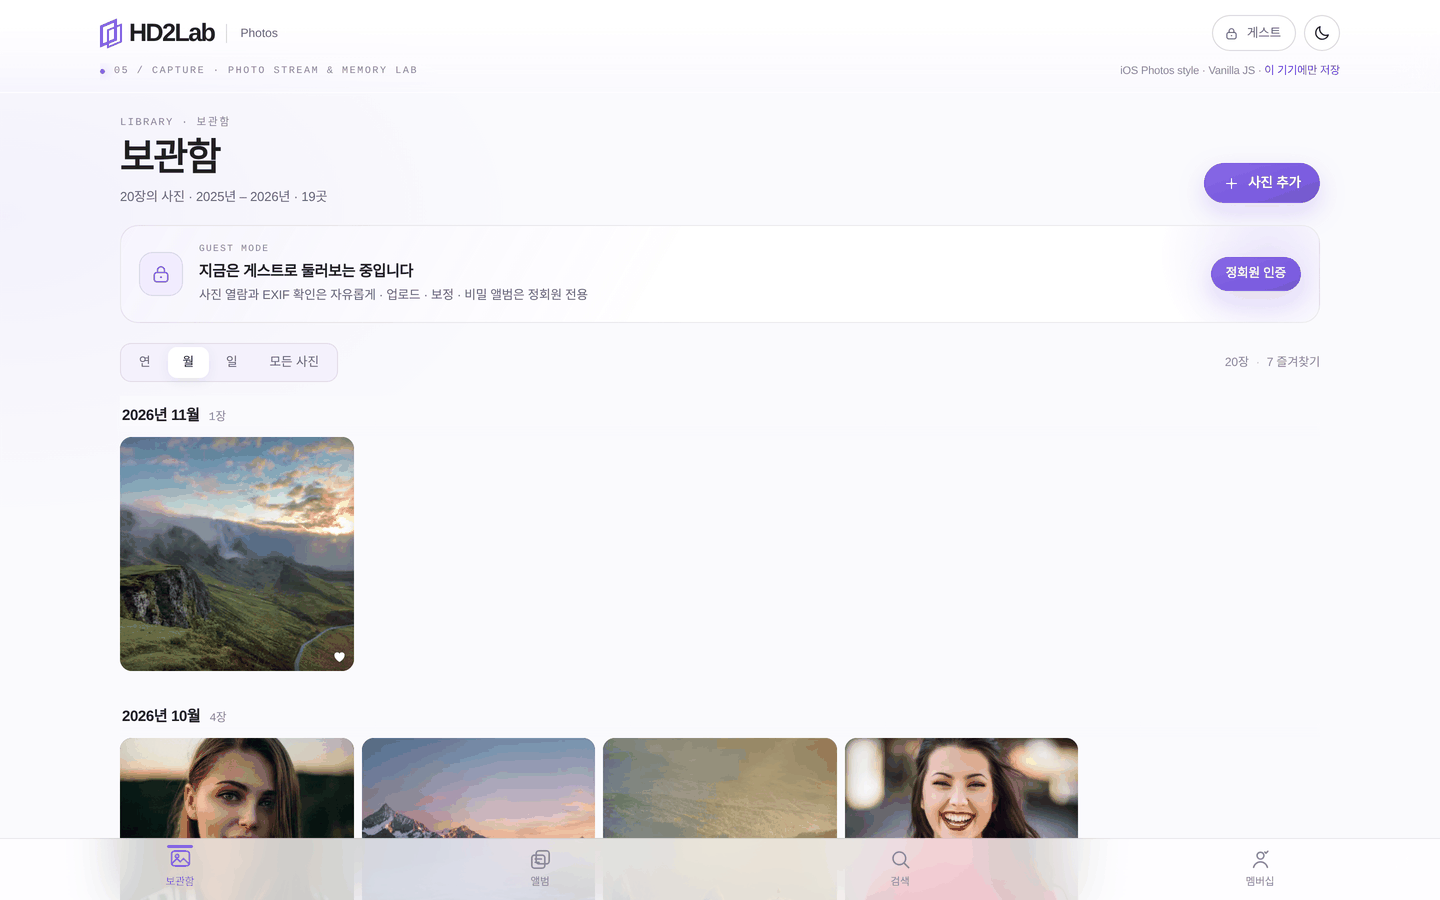 HD2Lab
Photos
게스트
05 / CAPTURE · PHOTO STREAM & MEMORY LAB
iOS Photos style · Vanilla JS · 이 기기에만 저장
LIBRARY · 보관함
보관함
20장의 사진 · 2025년 – 2026년 · 19곳
사진 추가
GUEST MODE
지금은 게스트로 둘러보는 중입니다
사진 열람과 EXIF 확인은 자유롭게 · 업로드 · 보정 · 비밀 앨범은 정회원 전용
정회원 인증
연
월
일
모든 사진
20장 · 7 즐겨찾기
2026년 11월 1장
2026년 10월 4장
보관함
앨범
검색
멤버십